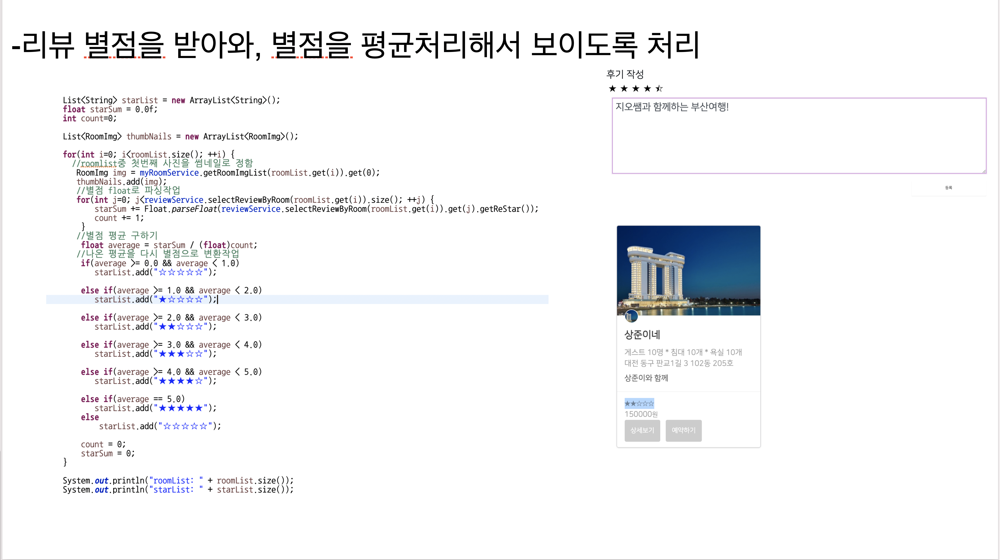 -리뷰 별점을 받아와, 별점을 평균처리해서 보이도록 처리
List<String> starList = new ArrayList<String>();
float starSum = 0.0f;
int count=0;
List<RoomImg> thumbNails = new ArrayList<RoomImg>();
for(int i=0; i<roomList.size(); ++i) {
//roomlist중 첫번째 사진을 썸네일로 정함
RoomImg img = myRoomService.getRoomImgList(roomList.get(i)).get(0);
thumbNails.add(img);
//별점 float로 파싱작업
for(int j=0; j<reviewService.selectReviewByRoom(roomList.get(i)).size(); ++j) {
starSum += Float.parseFloat(reviewService.selectReviewByRoom(roomList.get(i)).get(j).getReStar());
count += 1;
}
//별점 평균 구하기
float average = starSum / (float)count;
//나온 평균을 다시 별점으로 변환작업
if(average >= 0.0 && average < 1.0)
starList.add("☆☆☆☆☆");
else if(average >= 1.0 && average < 2.0)
starList.add("★☆☆☆☆");
else if(average >= 2.0 && average < 3.0)
starList.add("★★☆☆☆");
else if(average >= 3.0 && average < 4.0)
starList.add("★★★☆☆");
else if(average >= 4.0 && average < 5.0)
starList.add("★★★★☆");
else if(average == 5.0)
starList.add("★★★★★");
else
starList.add("☆☆☆☆☆");
count = 0;
starSum = 0;
}
System.out.println("roomList: " + roomList.size());
System.out.println("starList: " + starList.size());
후기 작성
★ ★ ★ ★ ⯪
지오쌤과 함께하는 부산여행!
등록
상준이네
게스트 10명 * 침대 10개 * 욕실 10개
대전 동구 판교1길 3 102동 205호
상준이와 함께
★★☆☆☆
150000원
상세보기 예약하기